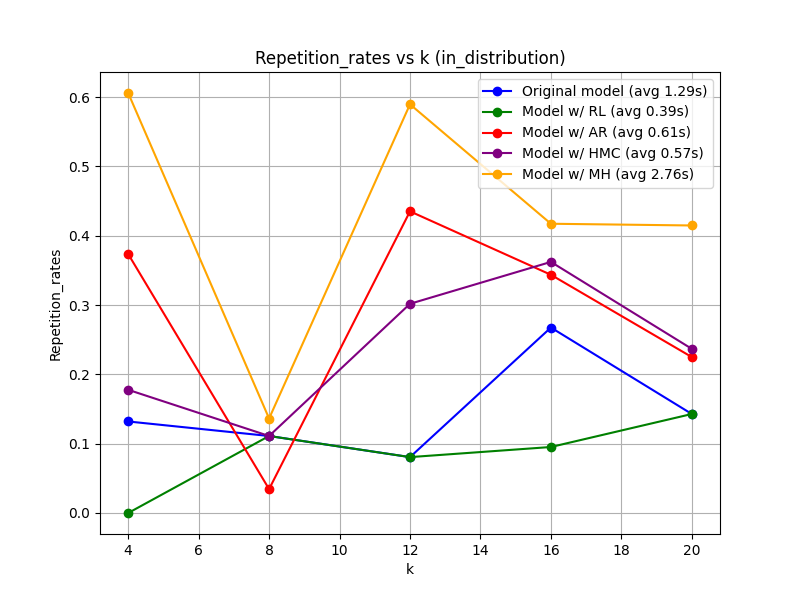 Repetition_rates vs k (in_distribution)
Original model (avg 1.29s)
Model w/ RL (avg 0.39s)
Model w/ AR (avg 0.61s)
Model w/ HMC (avg 0.57s)
Model w/ MH (avg 2.76s)
Repetition_rates
0.6
0.5
0.4
0.3
0.2
0.1
0.0
4 6 8 10 12 14 16 18 20
k